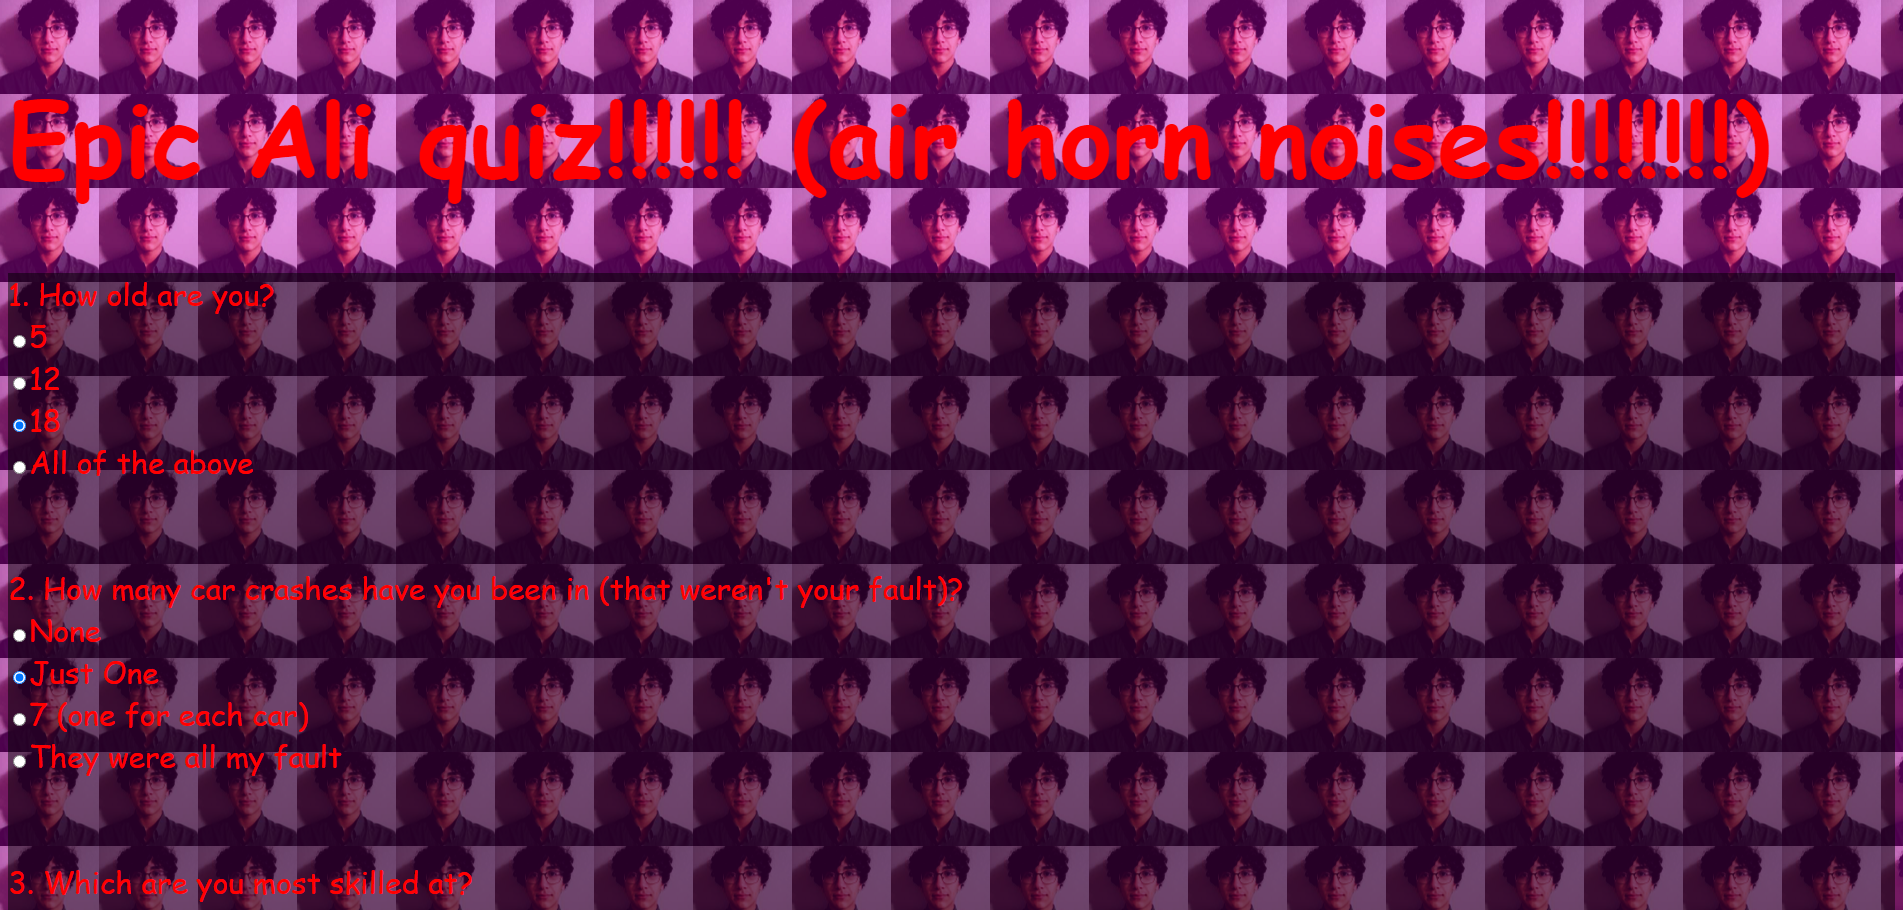 Epic Ali quiz!!!!!! (air horn noises!!!!!!!!)
1. How old are you?
5
12
18
All of the above
2. How many car crashes have you been in (that weren't your fault)?
None
Just One
7 (one for each car)
They were all my fault
3. Which are you most skilled at?